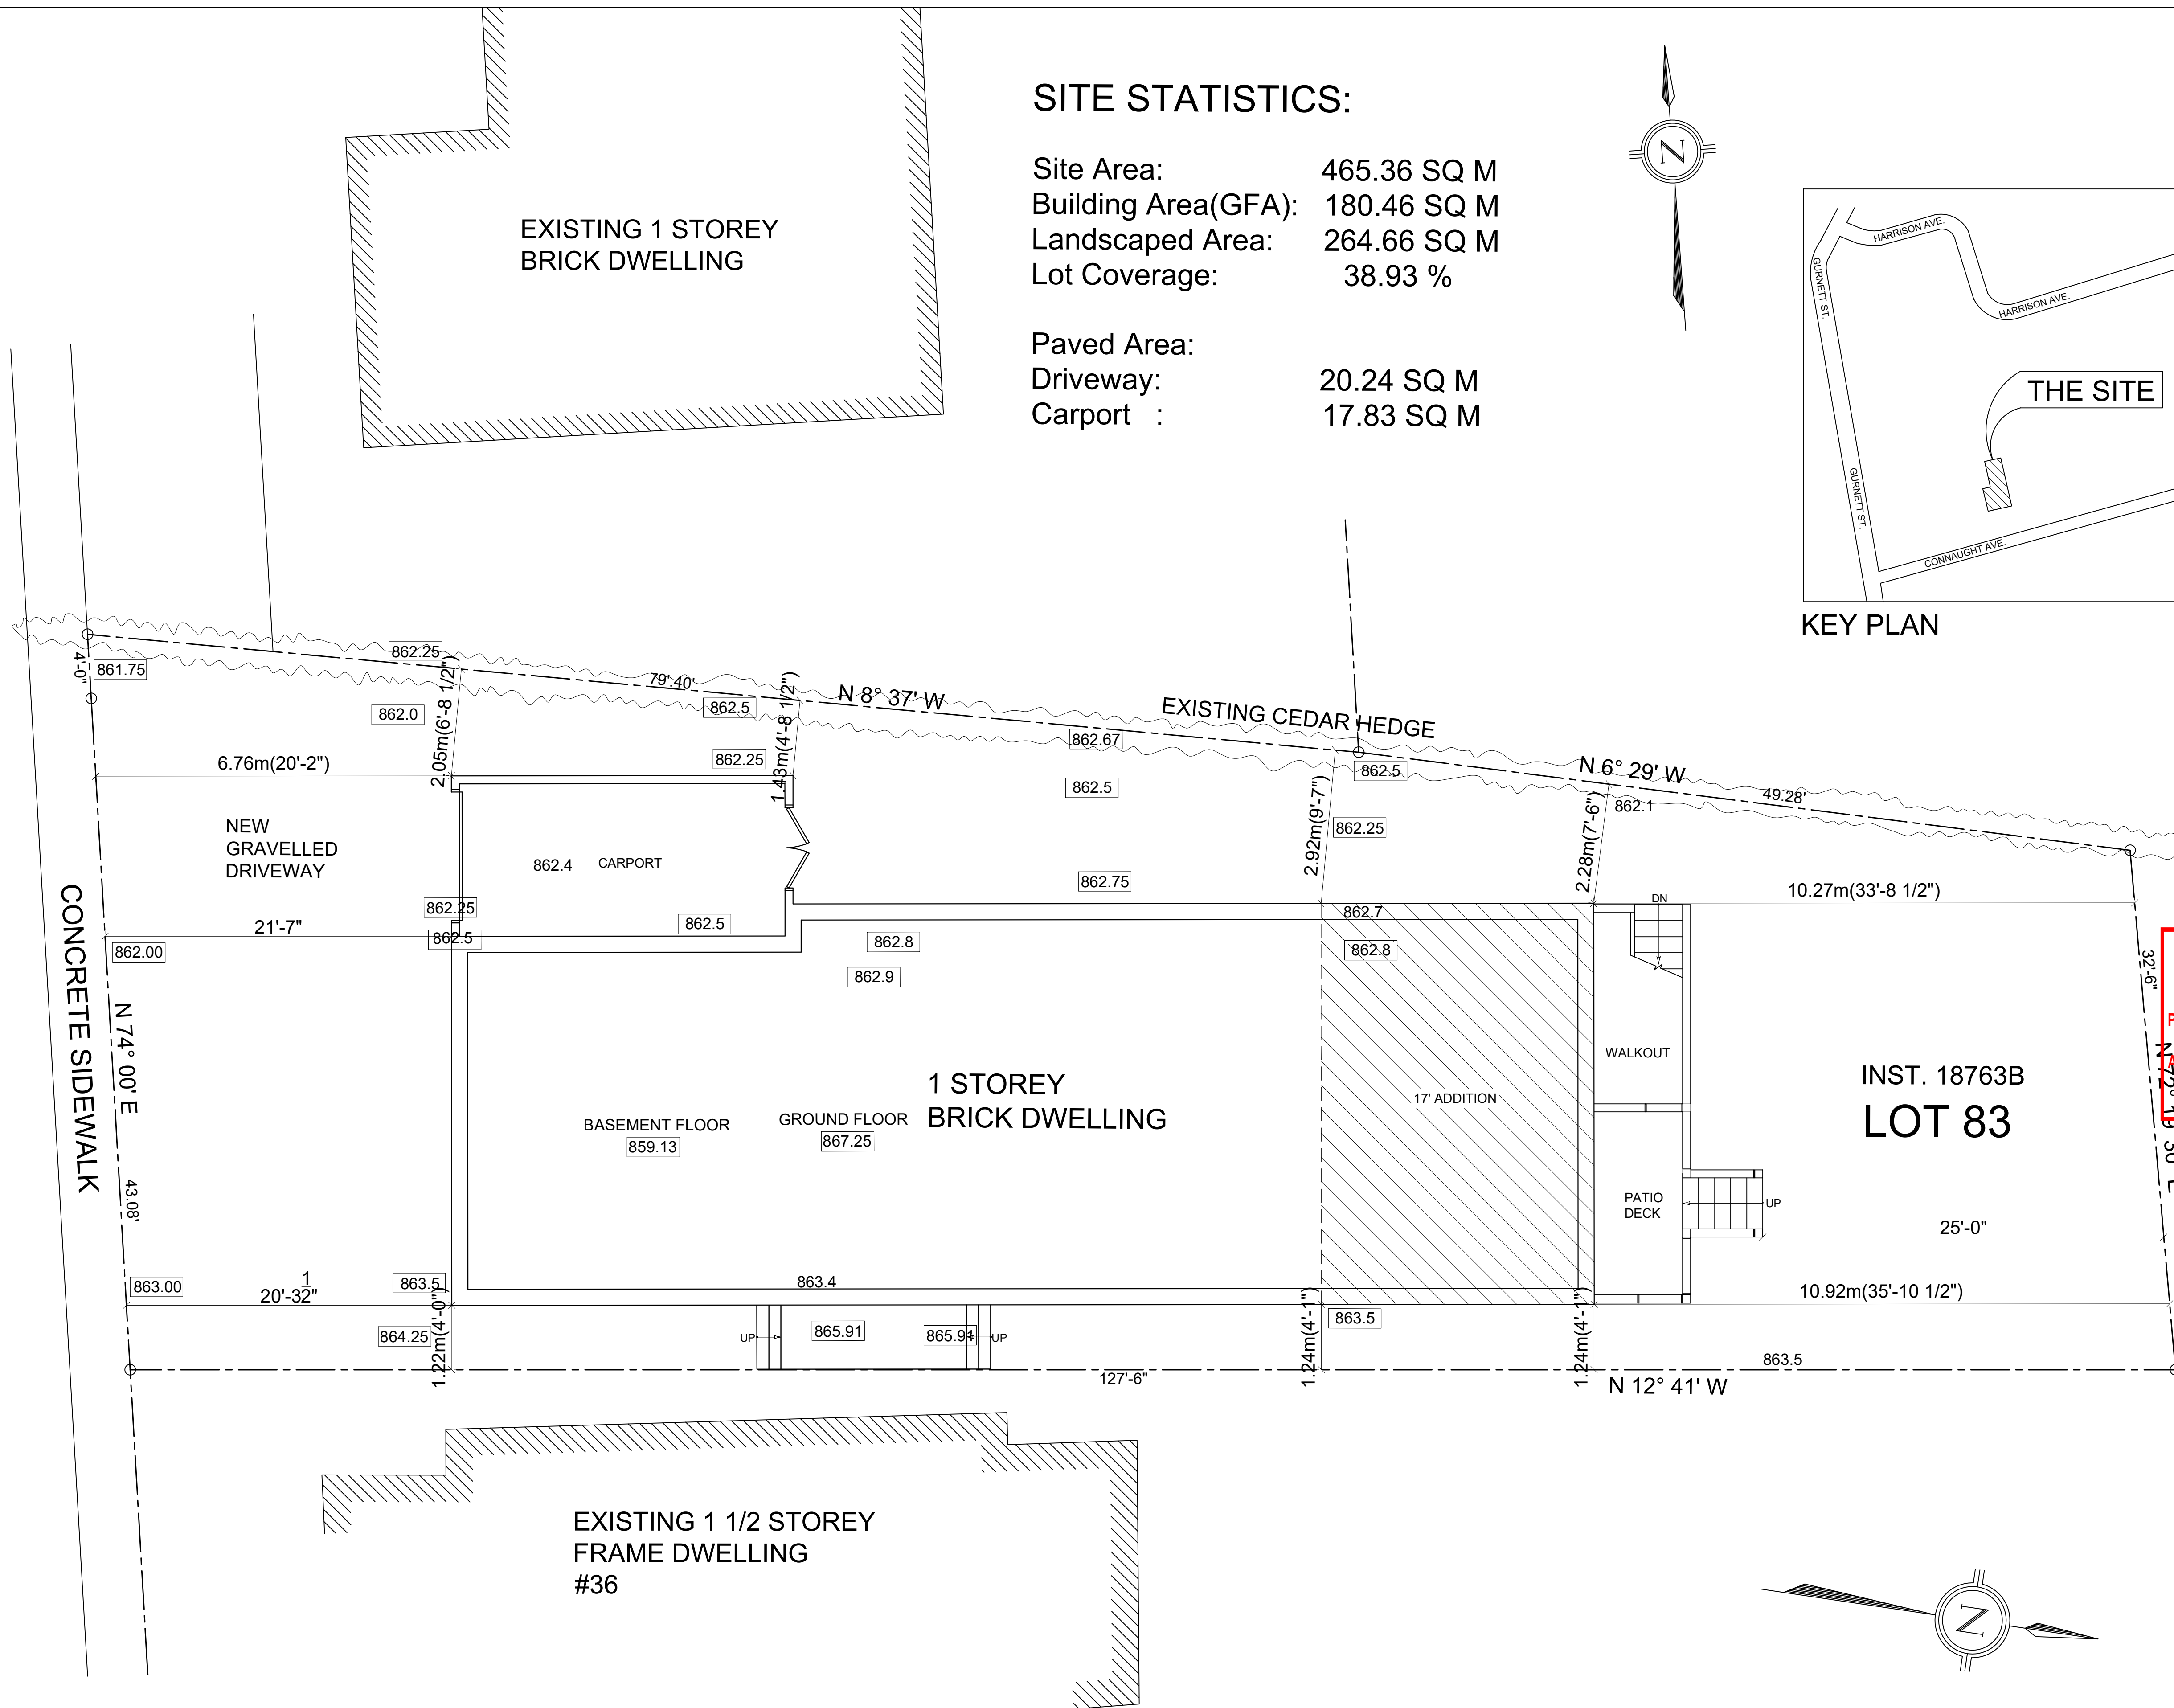 SITE STATISTICS:
Site Area: 465.36 SQ M
Building Area(GFA): 180.46 SQ M
Landscaped Area: 264.66 SQ M
Lot Coverage: 38.93 %
Paved Area:
Driveway: 20.24 SQ M
Carport : 17.83 SQ M
N
EXISTING 1 STOREY
BRICK DWELLING
HARRISON AVE.
HARRISON AVE.
GURNETT ST.
GURNETT ST.
THE SITE
CONNAUGHT AVE.
KEY PLAN
4'-0"
861.75
862.25
862.0
2.05m(6'-8 1/2")
79'.40'
862.5
862.25
1.43m(4'-8 1/2")
N 8° 37' W
EXISTING CEDAR HEDGE
862.67
862.5
862.5
2.92m(9'-7")
862.25
N 6° 29' W
862.1
49.28'
2.28m(7'-6")
6.76m(20'-2")
NEW
GRAVELLED
DRIVEWAY
862.4
CARPORT
862.75
862.25
862.5
862.5
21'-7"
862.00
862.8
862.9
862.7
862.8
DN
10.27m(33'-8 1/2")
32'-6"
CONCRETE SIDEWALK
N 74° 00' E
43.08'
WALKOUT
17' ADDITION
1 STOREY
BRICK DWELLING
BASEMENT FLOOR
859.13
GROUND FLOOR
867.25
INST. 18763B
LOT 83
PATIO
DECK
UP
25'-0"
863.00
1
20'-32"
863.5
863.4
864.25
1.22m(4'-0")
UP
865.91
865.91
UP
1.24m(4'-1")
863.5
1.24m(4'-1")
10.92m(35'-10 1/2")
863.5
127'-6"
N 12° 41' W
EXISTING 1 1/2 STOREY
FRAME DWELLING
#36
N